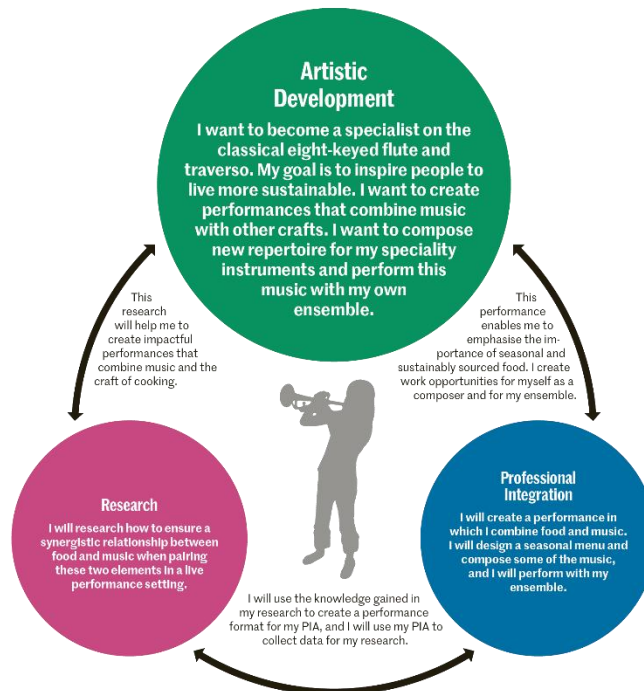 Artistic
Development
I want to become a specialist on the
classical eight-keyed flute and
traverso. My goal is to inspire people to
live more sustainable. I want to create
performances that combine music
with other crafts. I want to compose
new repertoire for my speciality
instruments and perform this
music with my own
ensemble.
This
research
will help me to
create impactful
performances that
combine music and the
craft of cooking.
This
performance
enables me to
emphasise the im-
portance of seasonal and
sustainably sourced food. I create
work opportunities for myself as a
composer and for my ensemble.
Research
I will research how to ensure a
synergistic relationship between
food and music when pairing
these two elements in a live
performance setting.
Professional
Integration
I will create a performance in
which I combine food and music.
I will design a seasonal menu and
compose some of the music,
and I will perform with my
ensemble.
I will use the knowledge gained in
my research to create a performance
format for my PIA, and I will use my PIA to
collect data for my research.